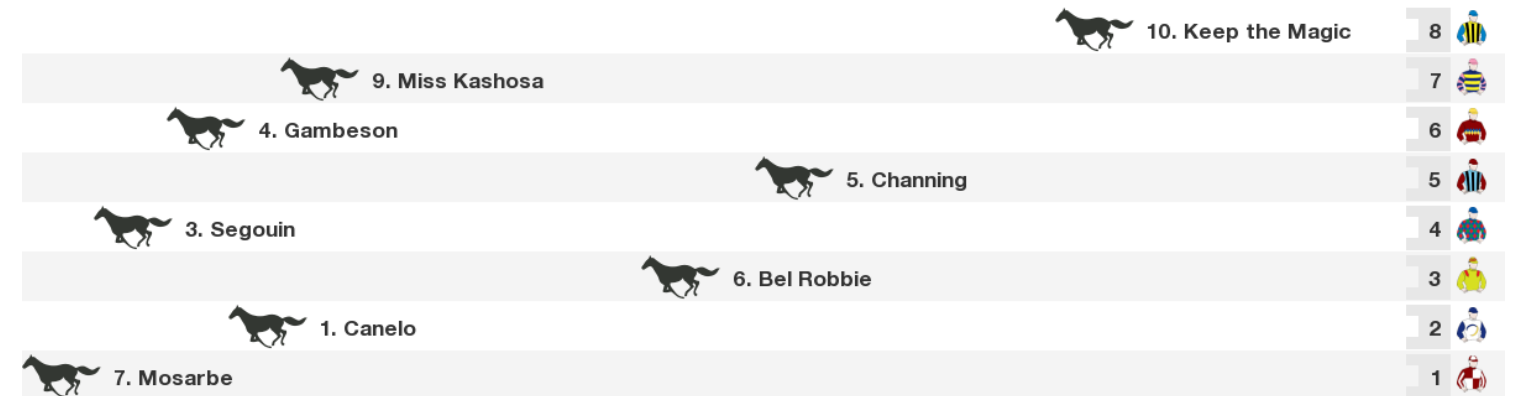 10. Keep the Magic 8
9. Miss Kashosa 7
4. Gambeson 6
5. Channing 5
3. Segouin 4
6. Bel Robbie 3
1. Canelo 2
7. Mosarbe 1